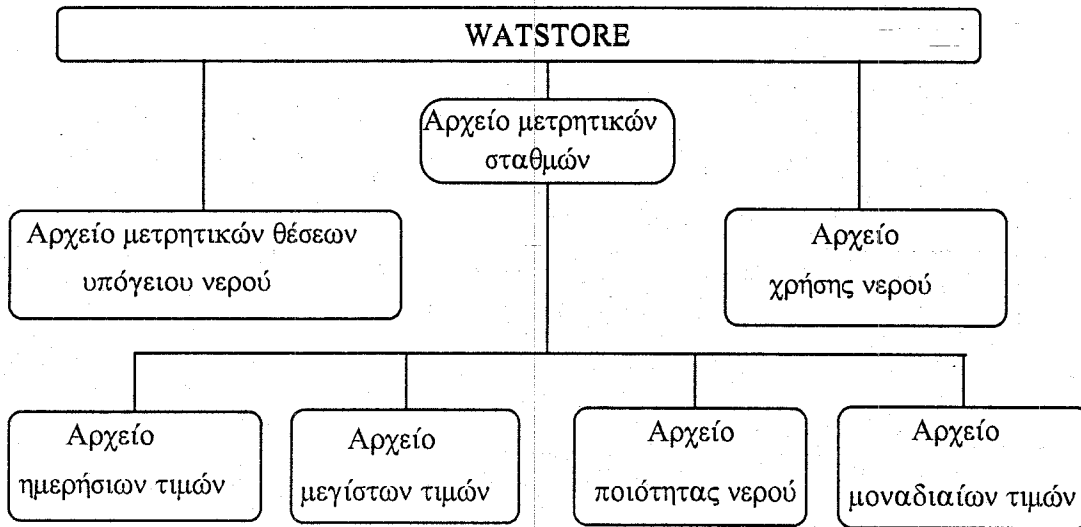 WATSTORE
Αρχείο μετρητικών
σταθμών
Αρχείο μετρητικών θέσεων
υπόγειου νερού
Αρχείο
χρήσης νερού
Αρχείο
ημερήσιων τιμών
Αρχείο
μεγίστων τιμών
Αρχείο
ποιότητας νερού
Αρχείο
μοναδιαίων τιμών